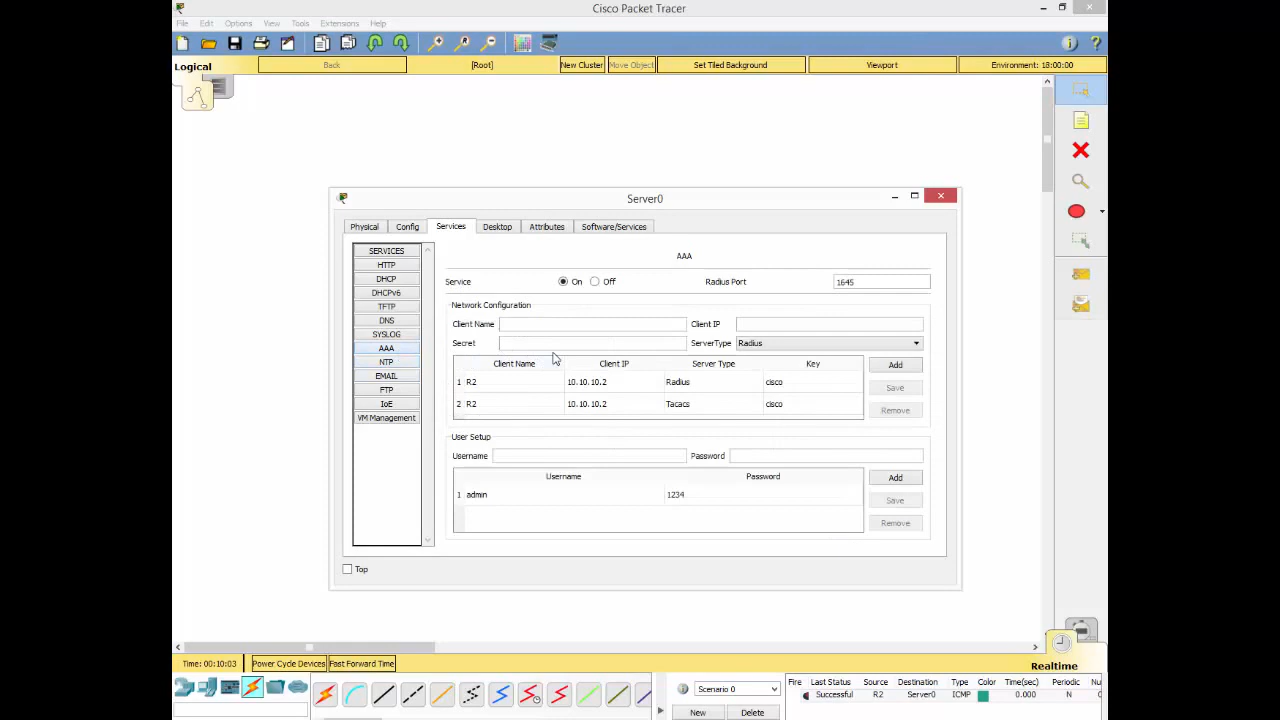 Cisco Packet Tracer
File Edit Options View Tools Extensions Help
Logical Back [Root] New Cluster Move Object Set Tiled Background Viewport Environment: 18:00:00
Server0
Physical Config Services Desktop Attributes Software/Services
SERVICES
HTTP
DHCP
DHCPv6
TFTP
DNS
SYSLOG
AAA
NTP
EMAIL
FTP
IoE
VM Management
AAA
Service On Off Radius Port 1645
Network Configuration
Client Name Client IP
Secret ServerType Radius
Client Name Client IP Server Type Key
1 R2 10.10.10.2 Radius cisco
2 R2 10.10.10.2 Tacacs cisco
Add
Save
Remove
User Setup
Username Password
Username Password
1 admin 1234
Add
Save
Remove
Top
Time: 00:10:03 Power Cycle Devices Fast Forward Time
Realtime
Scenario 0
New Delete
Fire Last Status Source Destination Type Color Time(sec) Periodic Nu
Successful R2 Server0 ICMP 0.000 N